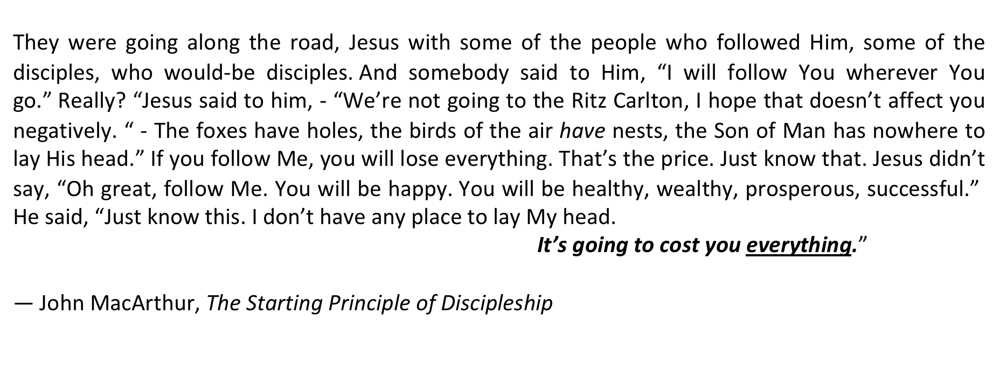 They were going along the road, Jesus with some of the people who followed Him, some of the
disciples, who would-be disciples. And somebody said to Him, “I will follow You wherever You
go.” Really? “Jesus said to him, - “We’re not going to the Ritz Carlton, I hope that doesn’t affect you
negatively. “ - The foxes have holes, the birds of the air have nests, the Son of Man has nowhere to
lay His head.” If you follow Me, you will lose everything. That’s the price. Just know that. Jesus didn’t
say, “Oh great, follow Me. You will be happy. You will be healthy, wealthy, prosperous, successful.”
He said, “Just know this. I don’t have any place to lay My head.
It’s going to cost you everything.”
— John MacArthur, The Starting Principle of Discipleship